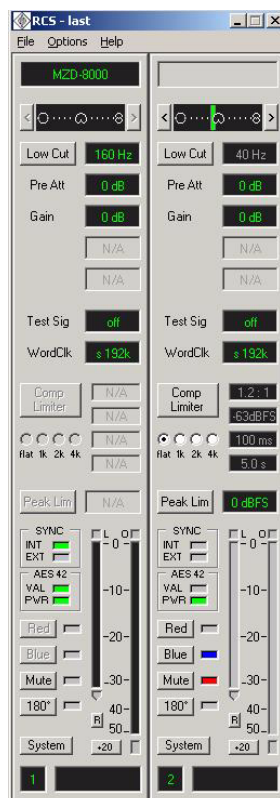 RCS - last
File Options Help
MZD-8000
Low Cut 160 Hz Low Cut 40 Hz
Pre Att 0 dB Pre Att 0 dB
Gain 0 dB Gain 0 dB
N/A N/A
N/A N/A
Test Sig off Test Sig off
WordClk s 192k WordClk s 192k
Comp Limiter N/A Comp Limiter 1.2 : 1
N/A -63dBFS
N/A 100 ms
flat 1k 2k 4k N/A flat 1k 2k 4k 5.0 s
Peak Lim N/A Peak Lim 0 dBFS
SYNC L O SYNC L O
INT - 0 - INT - 0 -
EXT EXT
AES 42 AES 42
VAL -10- VAL -10-
PWR PWR
Red -20- Red -20-
Blue Blue
Mute -30- Mute -30-
180° 40- 180° 40-
R 50- R 50-
System +20 System +20
1 2